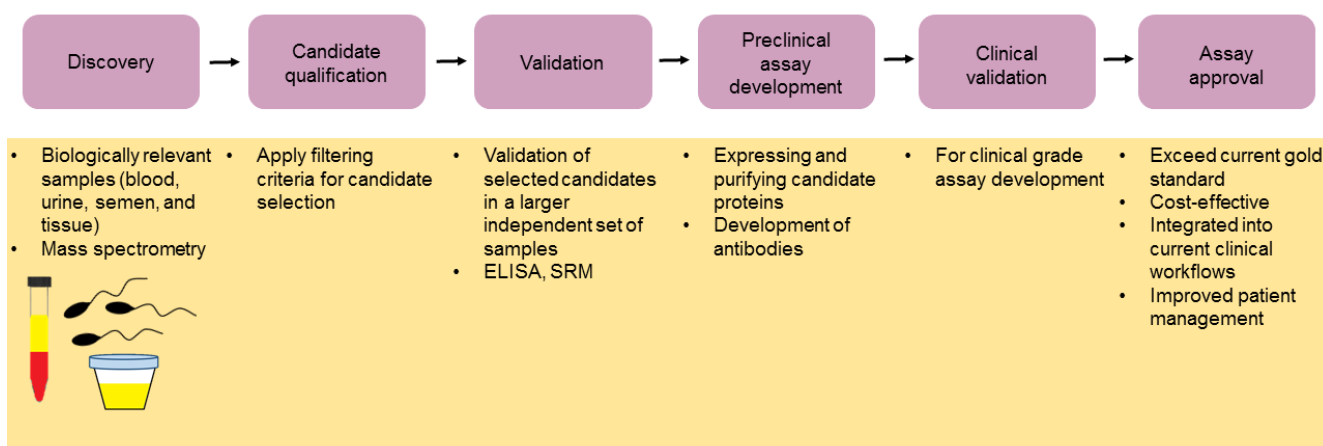 Discovery
Candidate
qualification
Validation
Preclinical
assay
development
Clinical
validation
Assay
approval
• Biologically relevant
samples (blood,
urine, semen, and
tissue)
• Mass spectrometry
• Apply filtering
criteria for candidate
selection
• Validation of
selected candidates
in a larger
independent set of
samples
• ELISA, SRM
• Expressing and
purifying candidate
proteins
• Development of
antibodies
• For clinical grade
assay development
• Exceed current gold
standard
• Cost-effective
• Integrated into
current clinical
workflows
• Improved patient
management